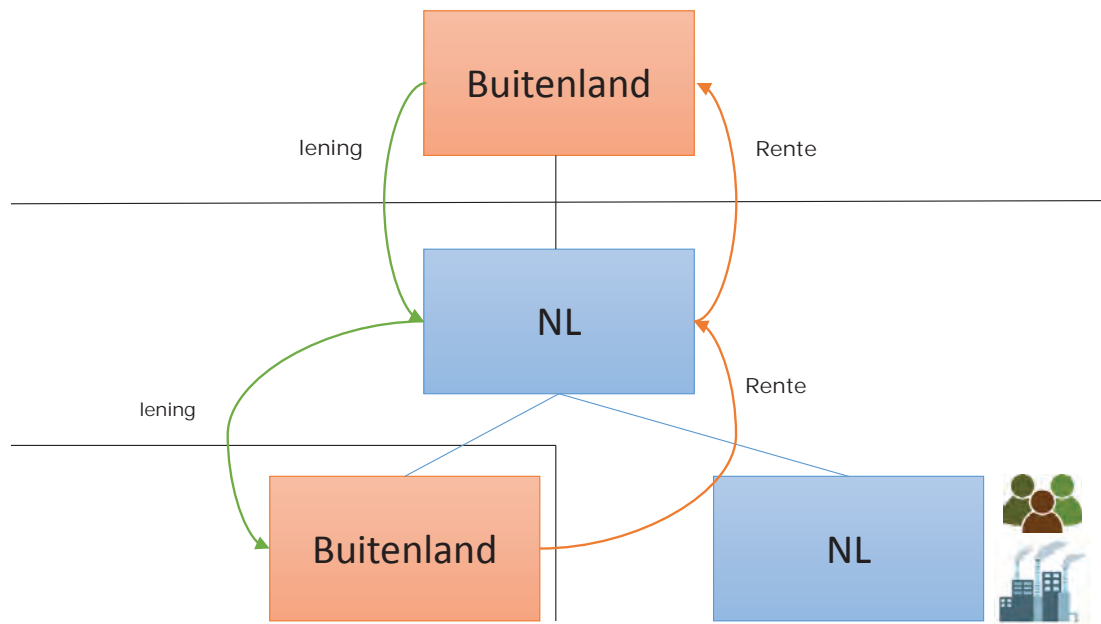 Buitenland
lening
Rente
NL
Rente
lening
Buitenland
NL